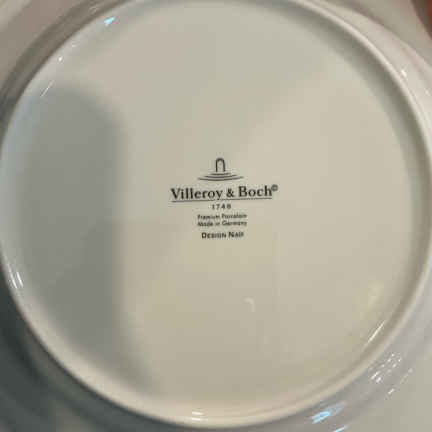 Villeroy & Boch©
1748
Premium Porcelain
Made in Germany
DESIGN NAIF